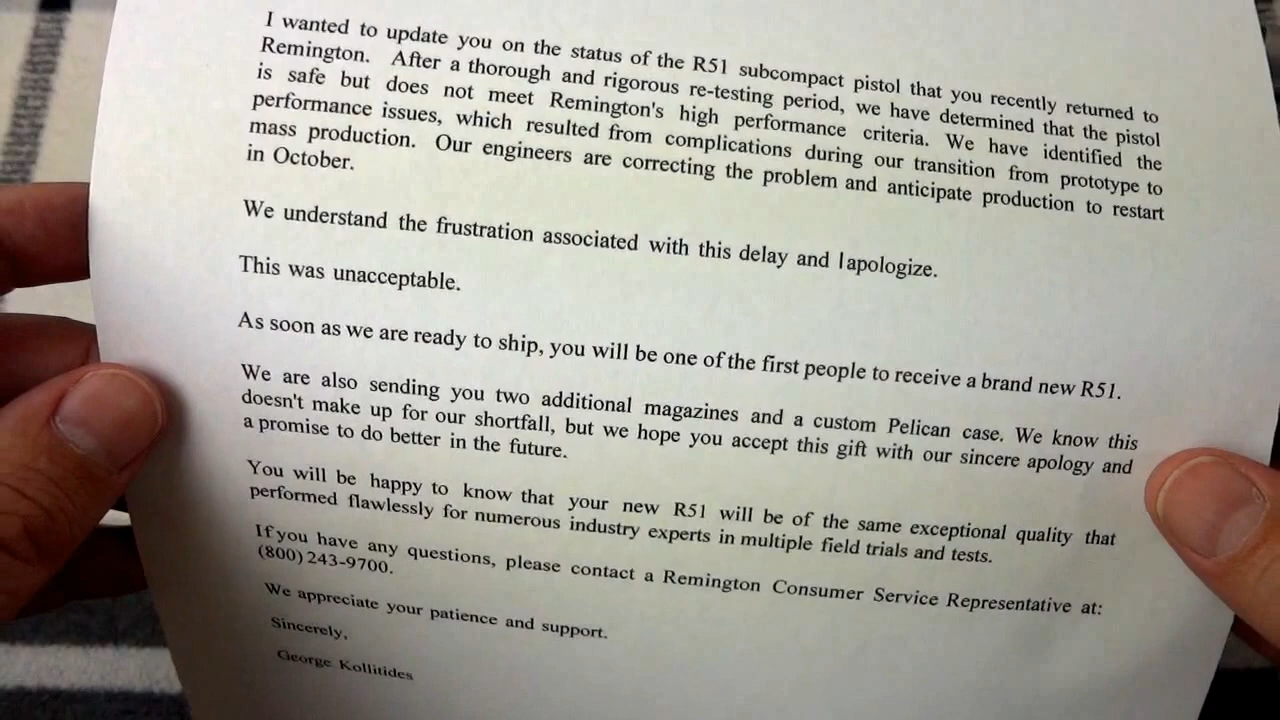 I wanted to update you on the status of the R51 subcompact pistol that you recently returned to
Remington. After a thorough and rigorous re-testing period, we have determined that the pistol
is safe but does not meet Remington's high performance criteria. We have identified the
performance issues, which resulted from complications during our transition from prototype to
mass production. Our engineers are correcting the problem and anticipate production to restart
in October.
We understand the frustration associated with this delay and I apologize.
This was unacceptable.
As soon as we are ready to ship, you will be one of the first people to receive a brand new R51.
We are also sending you two additional magazines and a custom Pelican case. We know this
doesn't make up for our shortfall, but we hope you accept this gift with our sincere apology and
a promise to do better in the future.
You will be happy to know that your new R51 will be of the same exceptional quality that
performed flawlessly for numerous industry experts in multiple field trials and tests.
If you have any questions, please contact a Remington Consumer Service Representative at:
(800) 243-9700.
We appreciate your patience and support.
Sincerely,
George Kollitides